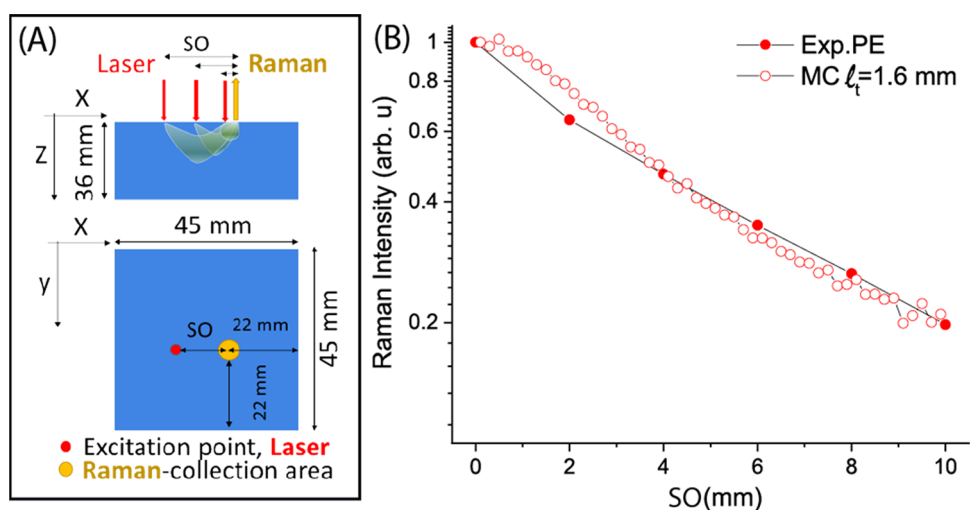 (A)
SO
Laser
Raman
X
Z
36 mm
X
45 mm
y
SO
22 mm
22 mm
45 mm
Excitation point, Laser
Raman-collection area
(B)
Exp.PE
MC ℓt=1.6 mm
Raman Intensity (arb. u)
1
0.8
0.6
0.4
0.2
0
2
4
6
8
10
SO(mm)